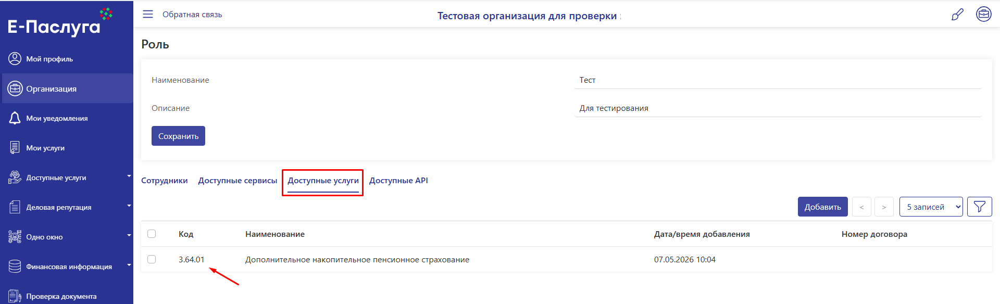 Е-Паслуга
Обратная связь
Тестовая организация для проверки
Мой профиль
Организация
Мои уведомления
Мои услуги
Доступные услуги
Деловая репутация
Одно окно
Финансовая информация
Проверка документа
Роль
Наименование Тест
Описание Для тестирования
Сохранить
Сотрудники Доступные сервисы Доступные услуги Доступные API
Добавить < > 5 записей
Код Наименование Дата/время добавления Номер договора
3.64.01 Дополнительное накопительное пенсионное страхование 07.05.2026 10:04